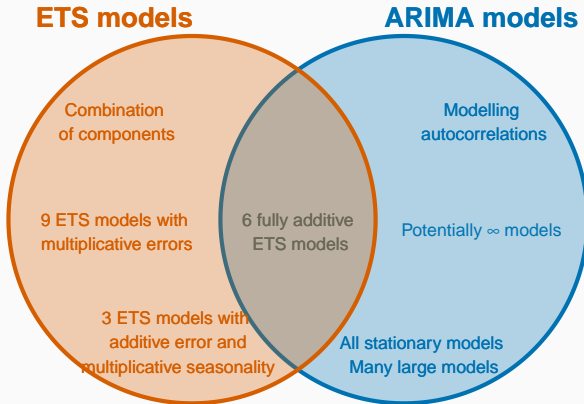 ETS models
ARIMA models
Combination
of components
Modelling
autocorrelations
9 ETS models with
multiplicative errors
6 fully additive
ETS models
Potentially ∞ models
3 ETS models with
additive error and
multiplicative seasonality
All stationary models
Many large models